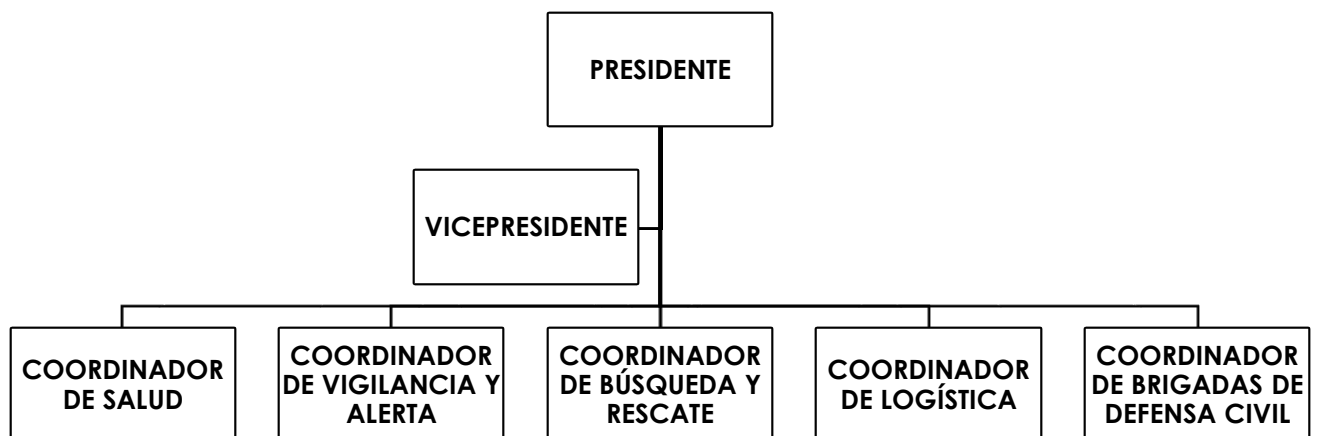 PRESIDENTE
VICEPRESIDENTE
COORDINADOR
DE SALUD
COORDINADOR
DE VIGILANCIA Y
ALERTA
COORDINADOR
DE BÚSQUEDA Y
RESCATE
COORDINADOR
DE LOGÍSTICA
COORDINADOR
DE BRIGADAS DE
DEFENSA CIVIL